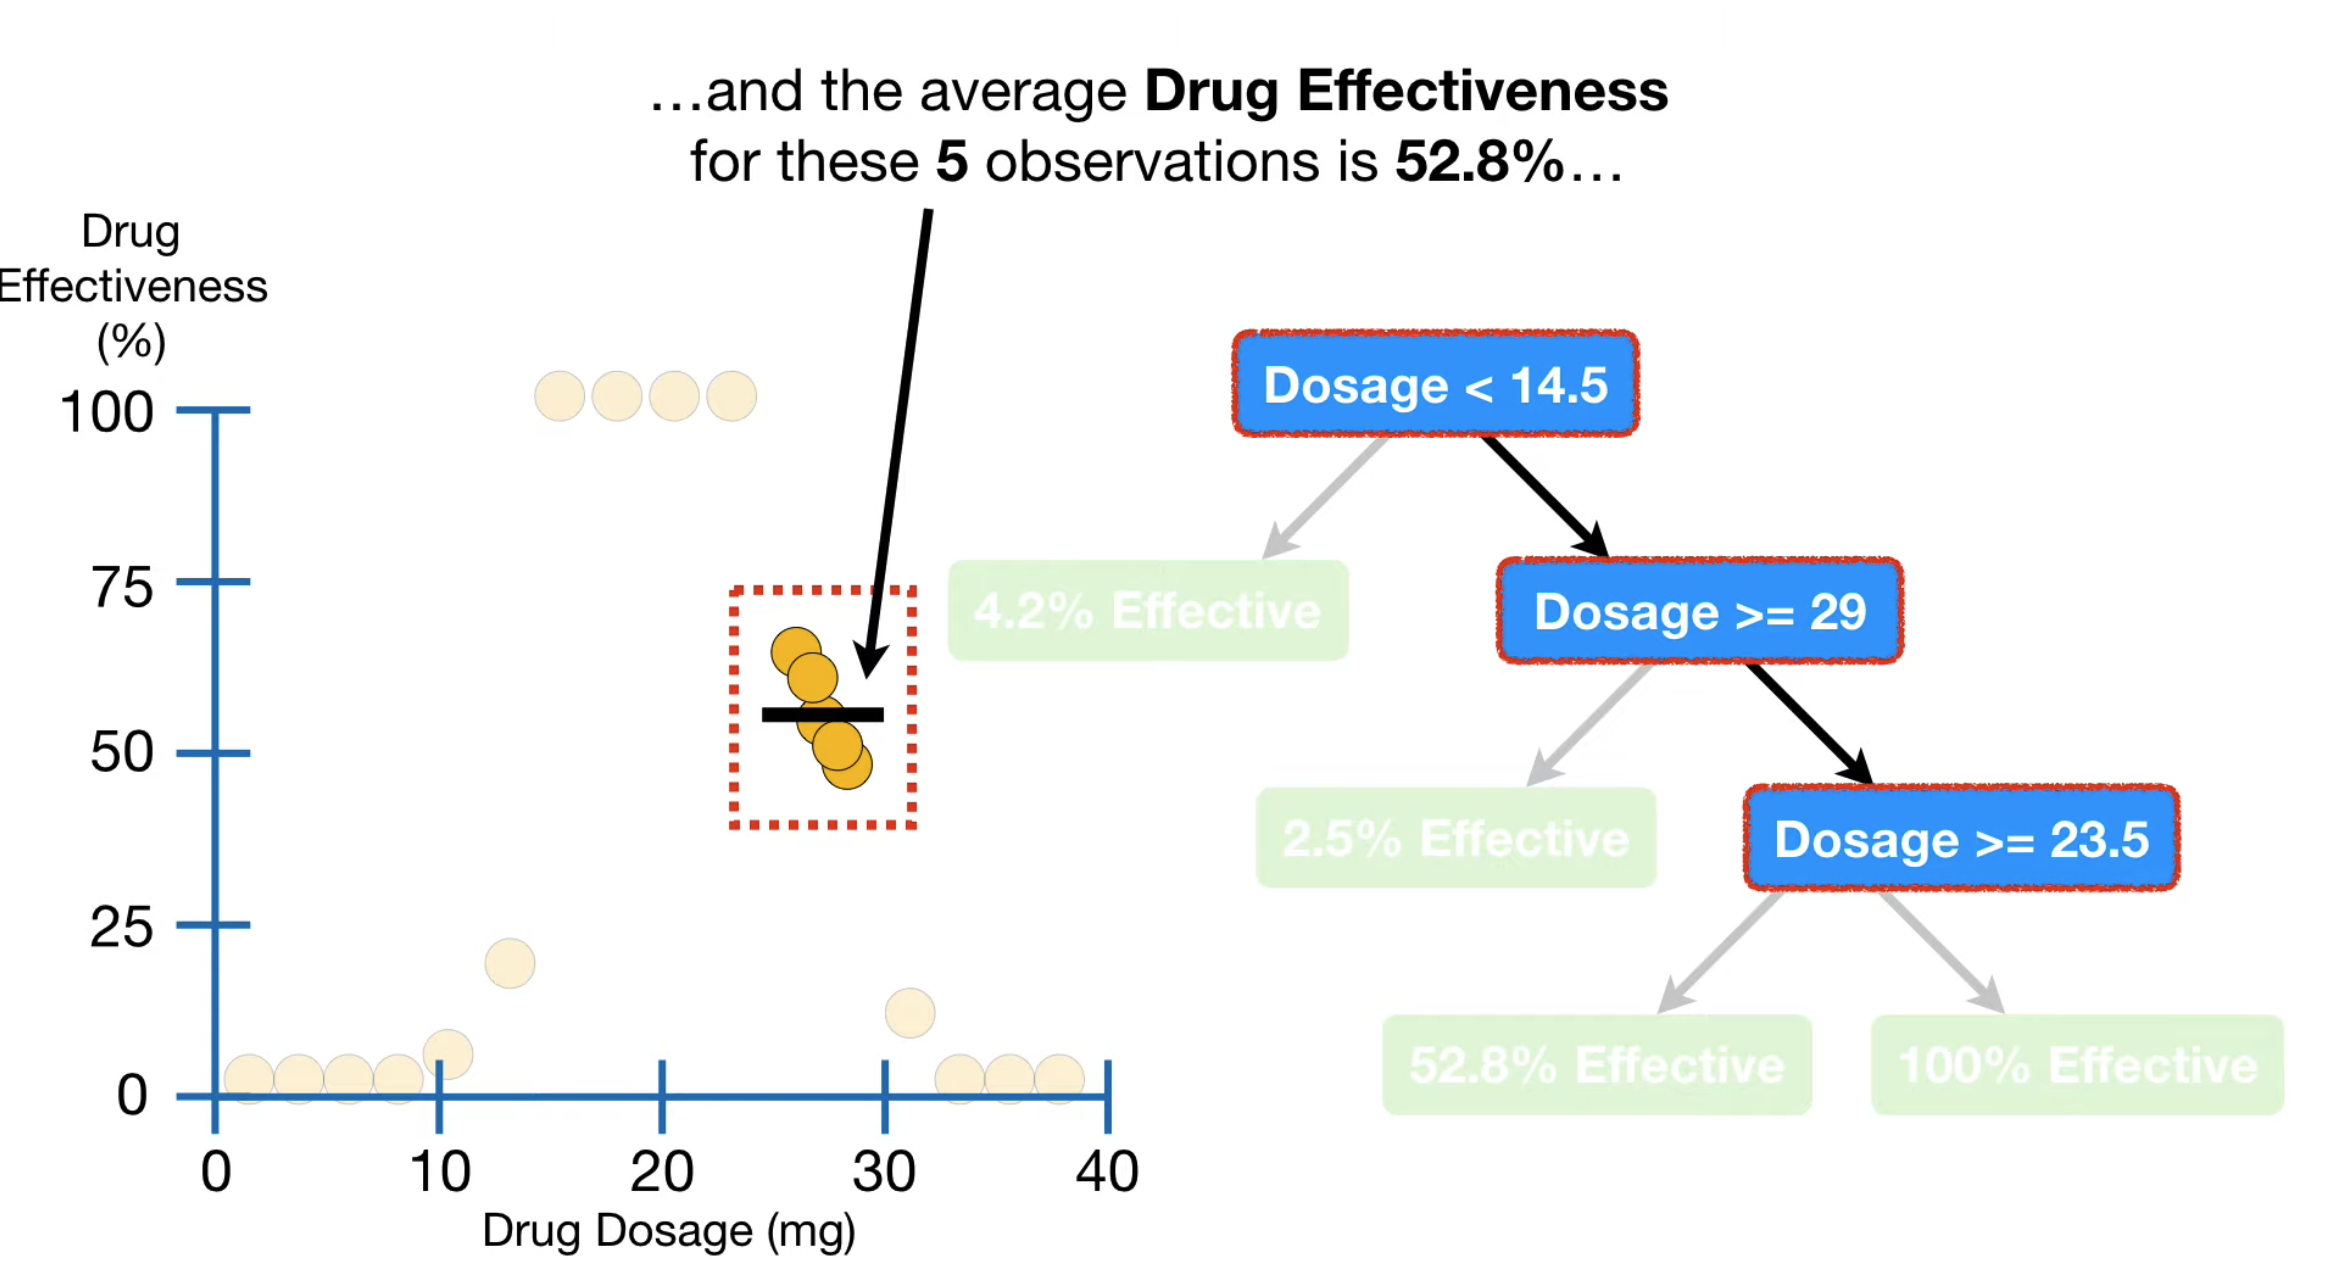 …and the average Drug Effectiveness
for these 5 observations is 52.8%…
Drug
Effectiveness
(%)
100
75
50
25
0
0 10 20 30 40
Drug Dosage (mg)
Dosage < 14.5
4.2% Effective
Dosage >= 29
2.5% Effective
Dosage >= 23.5
52.8% Effective
100% Effective